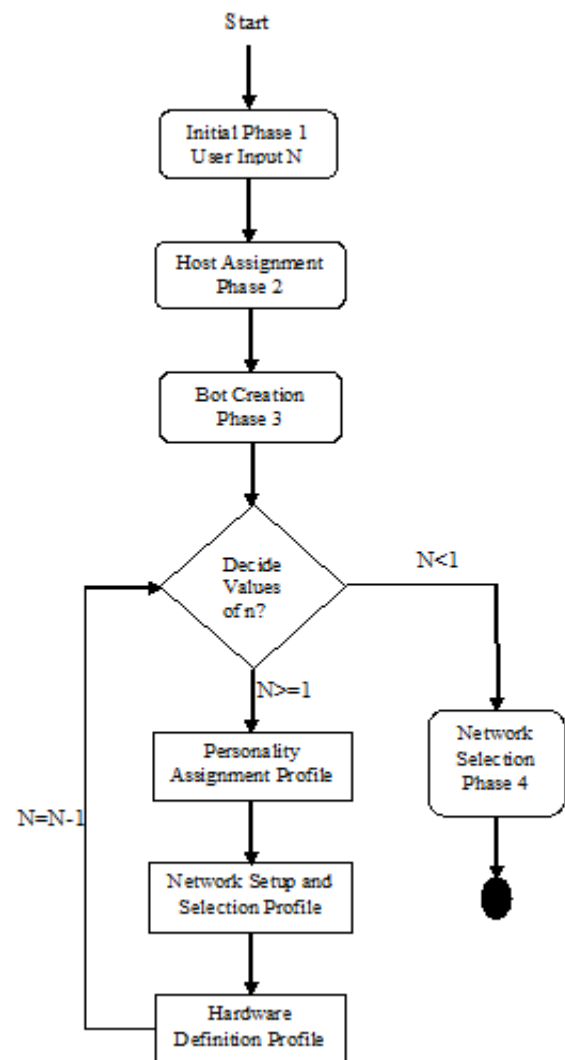 Start
Initial Phase 1
User Input N
Host Assignment
Phase 2
Bot Creation
Phase 3
Decide
Values
of n?
N<1
N>=1
Personality
Assignment Profile
Network
Selection
Phase 4
N=N-1
Network Setup and
Selection Profile
Hardware
Definition Profile